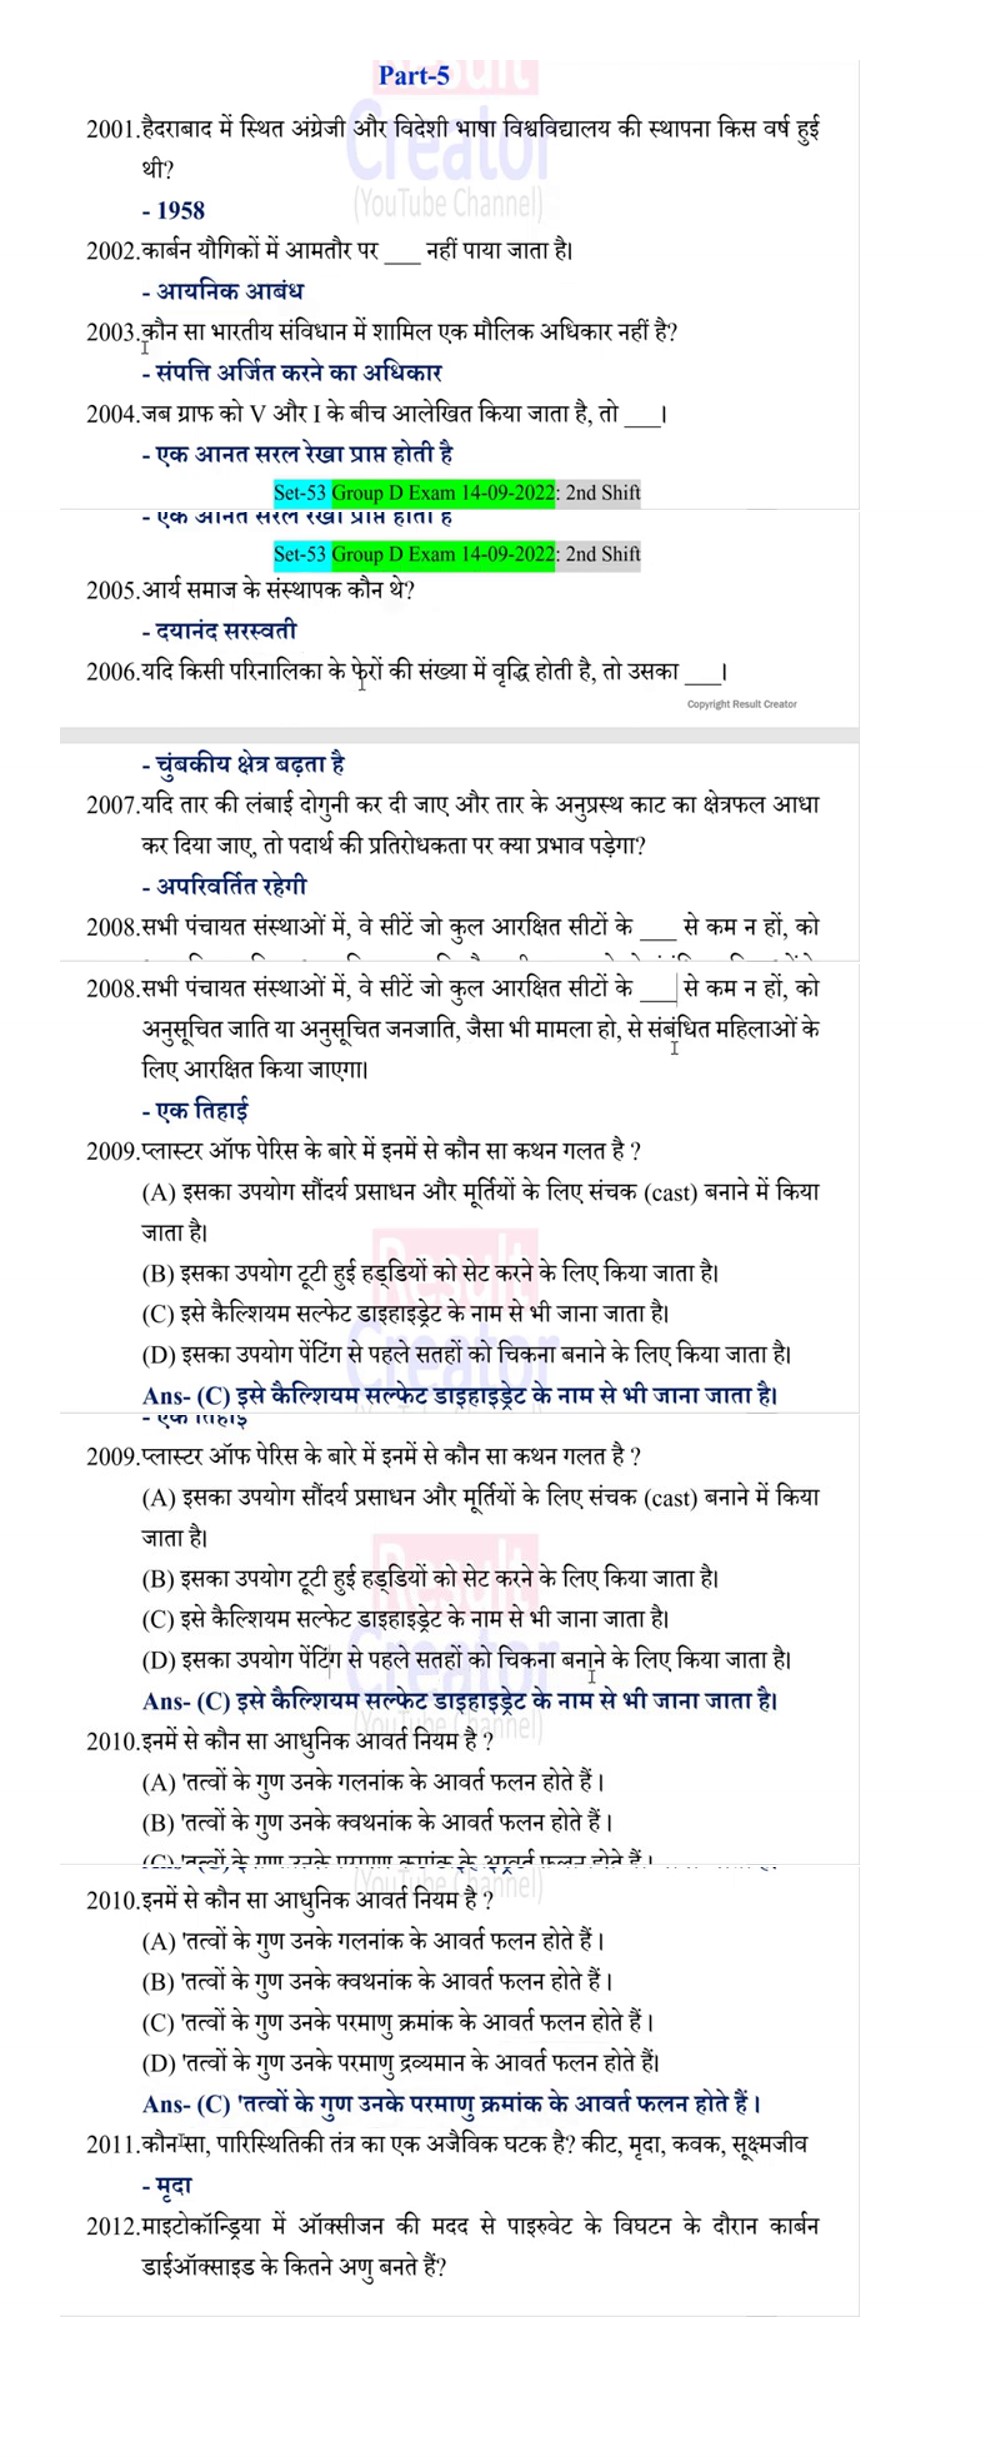 Result
Part-5
Creator
(YouTube Channel)
2001.हैदराबाद में स्थित अंग्रेजी और विदेशी भाषा विश्वविद्यालय की स्थापना किस वर्ष हुई
थी?
- 1958
2002.कार्बन यौगिकों में आमतौर पर ____ नहीं पाया जाता है।
- आयनिक आबंध
2003.कौन सा भारतीय संविधान में शामिल एक मौलिक अधिकार नहीं है?
- संपत्ति अर्जित करने का अधिकार
2004.जब ग्राफ को V और I के बीच आलेखित किया जाता है, तो ____।
- एक आनत सरल रेखा प्राप्त होती है
Set-53 Group D Exam 14-09-2022: 2nd Shift
- एक आनत सरल रेखा प्राप्त होती है
Set-53 Group D Exam 14-09-2022: 2nd Shift
2005.आर्य समाज के संस्थापक कौन थे?
- दयानंद सरस्वती
2006.यदि किसी परिनालिका के फेरों की संख्या में वृद्धि होती है, तो उसका ____।
Copyright Result Creator
- चुंबकीय क्षेत्र बढ़ता है
2007.यदि तार की लंबाई दोगुनी कर दी जाए और तार के अनुप्रस्थ काट का क्षेत्रफल आधा
कर दिया जाए, तो पदार्थ की प्रतिरोधकता पर क्या प्रभाव पड़ेगा?
- अपरिवर्तित रहेगी
2008.सभी पंचायत संस्थाओं में, वे सीटें जो कुल आरक्षित सीटों के ____ से कम न हों, को
2008.सभी पंचायत संस्थाओं में, वे सीटें जो कुल आरक्षित सीटों के ____ से कम न हों, को
अनुसूचित जाति या अनुसूचित जनजाति, जैसा भी मामला हो, से संबंधित महिलाओं के
लिए आरक्षित किया जाएगा।
- एक तिहाई
2009.प्लास्टर ऑफ पेरिस के बारे में इनमें से कौन सा कथन गलत है ?
(A) इसका उपयोग सौंदर्य प्रसाधन और मूर्तियों के लिए संचक (cast) बनाने में किया
जाता है।
(B) इसका उपयोग टूटी हुई हड्डियों को सेट करने के लिए किया जाता है।
(C) इसे कैल्शियम सल्फेट डाइहाइड्रेट के नाम से भी जाना जाता है।
(D) इसका उपयोग पेंटिंग से पहले सतहों को चिकना बनाने के लिए किया जाता है।
Ans- (C) इसे कैल्शियम सल्फेट डाइहाइड्रेट के नाम से भी जाना जाता है।
- एक तिहाई
2009.प्लास्टर ऑफ पेरिस के बारे में इनमें से कौन सा कथन गलत है ?
(A) इसका उपयोग सौंदर्य प्रसाधन और मूर्तियों के लिए संचक (cast) बनाने में किया
जाता है।
(B) इसका उपयोग टूटी हुई हड्डियों को सेट करने के लिए किया जाता है।
(C) इसे कैल्शियम सल्फेट डाइहाइड्रेट के नाम से भी जाना जाता है।
(D) इसका उपयोग पेंटिंग से पहले सतहों को चिकना बनाने के लिए किया जाता है।
Ans- (C) इसे कैल्शियम सल्फेट डाइहाइड्रेट के नाम से भी जाना जाता है।
2010.इनमें से कौन सा आधुनिक आवर्त नियम है ?
(A) 'तत्वों के गुण उनके गलनांक के आवर्त फलन होते हैं ।
(B) 'तत्वों के गुण उनके क्वथनांक के आवर्त फलन होते हैं ।
(C) 'तत्वों के गुण उनके परमाणु क्रमांक के आवर्त फलन होते हैं ।
2010.इनमें से कौन सा आधुनिक आवर्त नियम है ?
(A) 'तत्वों के गुण उनके गलनांक के आवर्त फलन होते हैं ।
(B) 'तत्वों के गुण उनके क्वथनांक के आवर्त फलन होते हैं ।
(C) 'तत्वों के गुण उनके परमाणु क्रमांक के आवर्त फलन होते हैं ।
(D) 'तत्वों के गुण उनके परमाणु द्रव्यमान के आवर्त फलन होते हैं।
Ans- (C) 'तत्वों के गुण उनके परमाणु क्रमांक के आवर्त फलन होते हैं ।
2011.कौन सा, पारिस्थितिकी तंत्र का एक अजैविक घटक है? कीट, मृदा, कवक, सूक्ष्मजीव
- मृदा
2012.माइटोकॉन्ड्रिया में ऑक्सीजन की मदद से पाइरुवेट के विघटन के दौरान कार्बन
डाईऑक्साइड के कितने अणु बनते हैं?